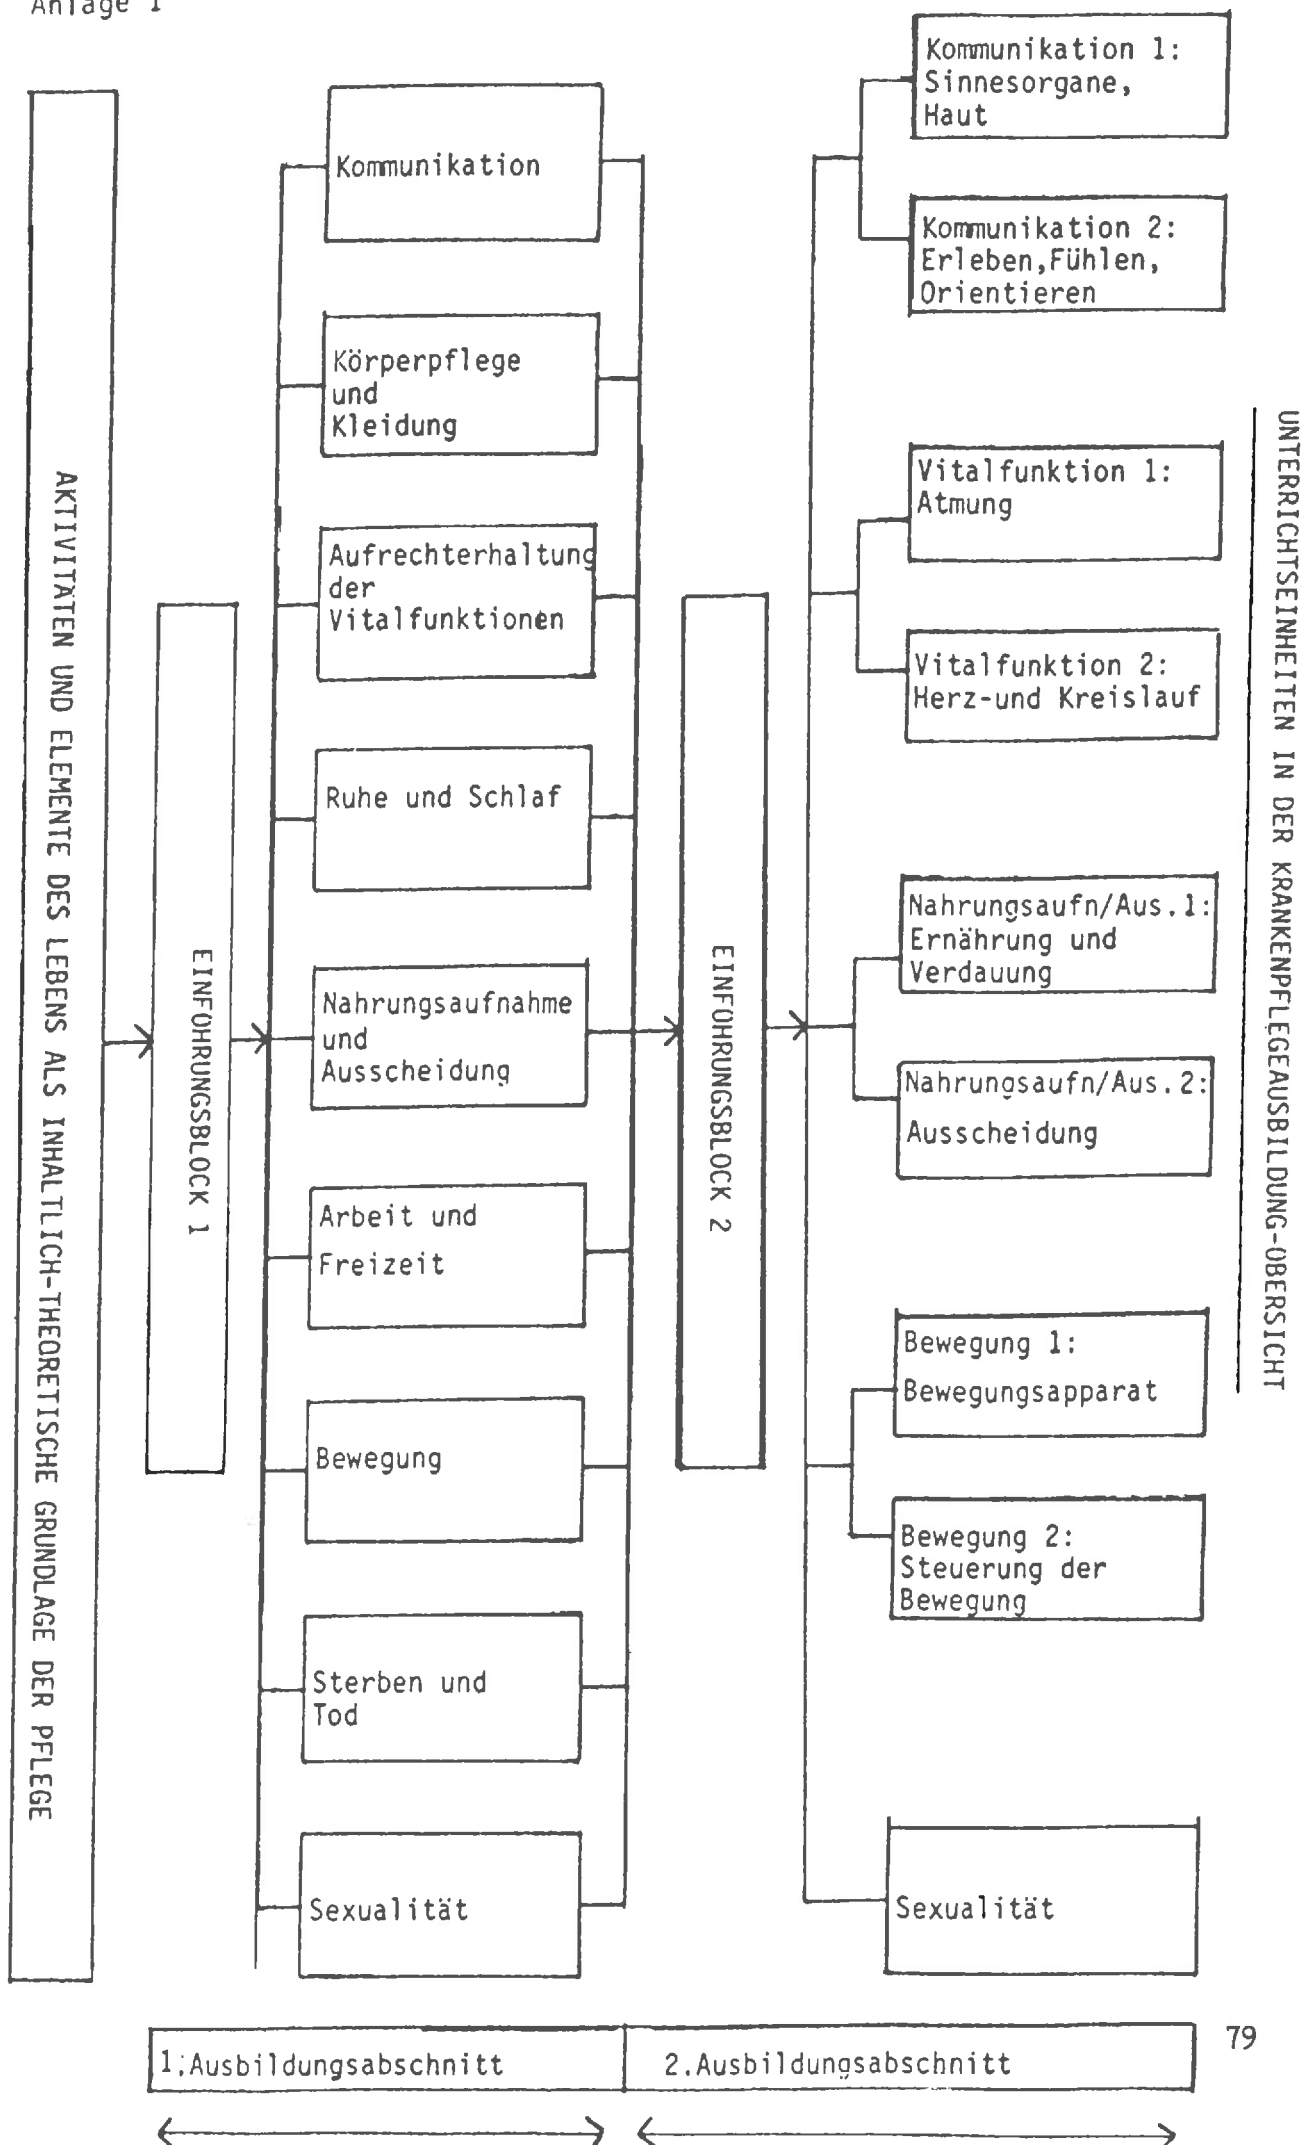 Anlage 1
AKTIVITÄTEN UND ELEMENTE DES LEBENS ALS INHALTLICH-THEORETISCHE GRUNDLAGE DER PFLEGE
EINFÜHRUNGSBLOCK 1
Kommunikation
Körperpflege
und
Kleidung
Aufrechterhaltung
der
Vitalfunktionen
Ruhe und Schlaf
Nahrungsaufnahme
und
Ausscheidung
Arbeit und
Freizeit
Bewegung
Sterben und
Tod
Sexualität
EINFÜHRUNGSBLOCK 2
Kommunikation 1:
Sinnesorgane,
Haut
Kommunikation 2:
Erleben,Fühlen,
Orientieren
Vitalfunktion 1:
Atmung
Vitalfunktion 2:
Herz-und Kreislauf
Nahrungsaufn/Aus.1:
Ernährung und
Verdauung
Nahrungsaufn/Aus.2:
Ausscheidung
Bewegung 1:
Bewegungsapparat
Bewegung 2:
Steuerung der
Bewegung
Sexualität
UNTERRICHTSEINHEITEN IN DER KRANKENPFLEGEAUSBILDUNG-ÜBERSICHT
1.Ausbildungsabschnitt
2.Ausbildungsabschnitt
79